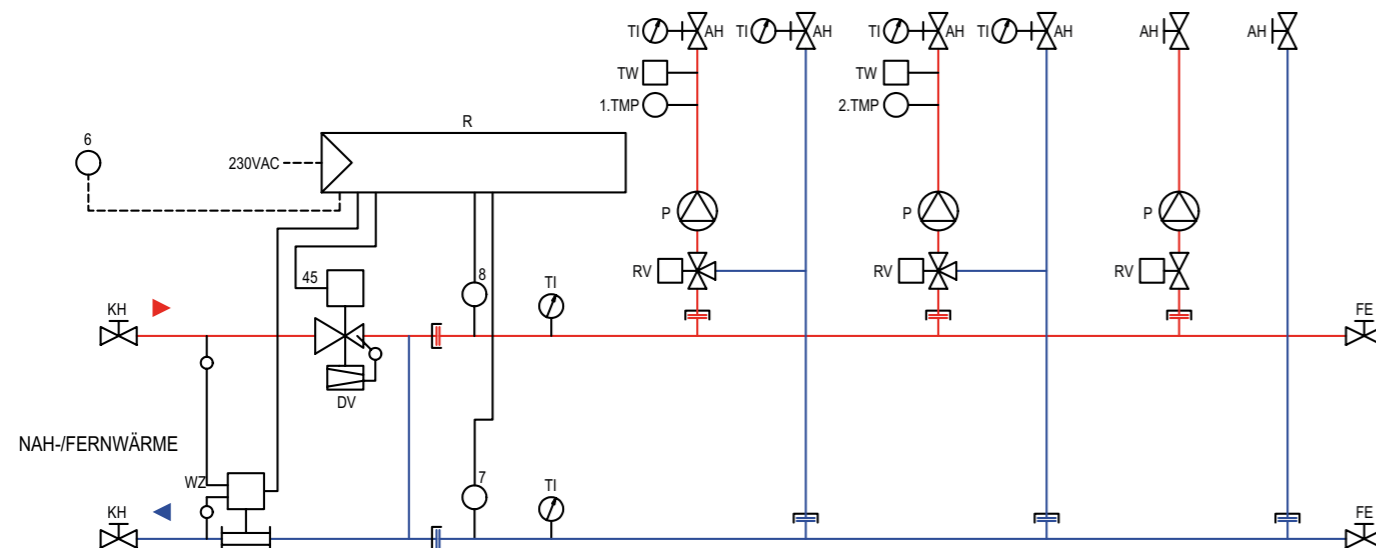 TI AH TI AH TI AH TI AH AH AH
TW TW
1.TMP 2.TMP
R
6
230VAC
P P P
RV RV RV
45 8 TI
KH FE
DV
NAH-/FERNWÄRME
WZ 7 TI
KH FE